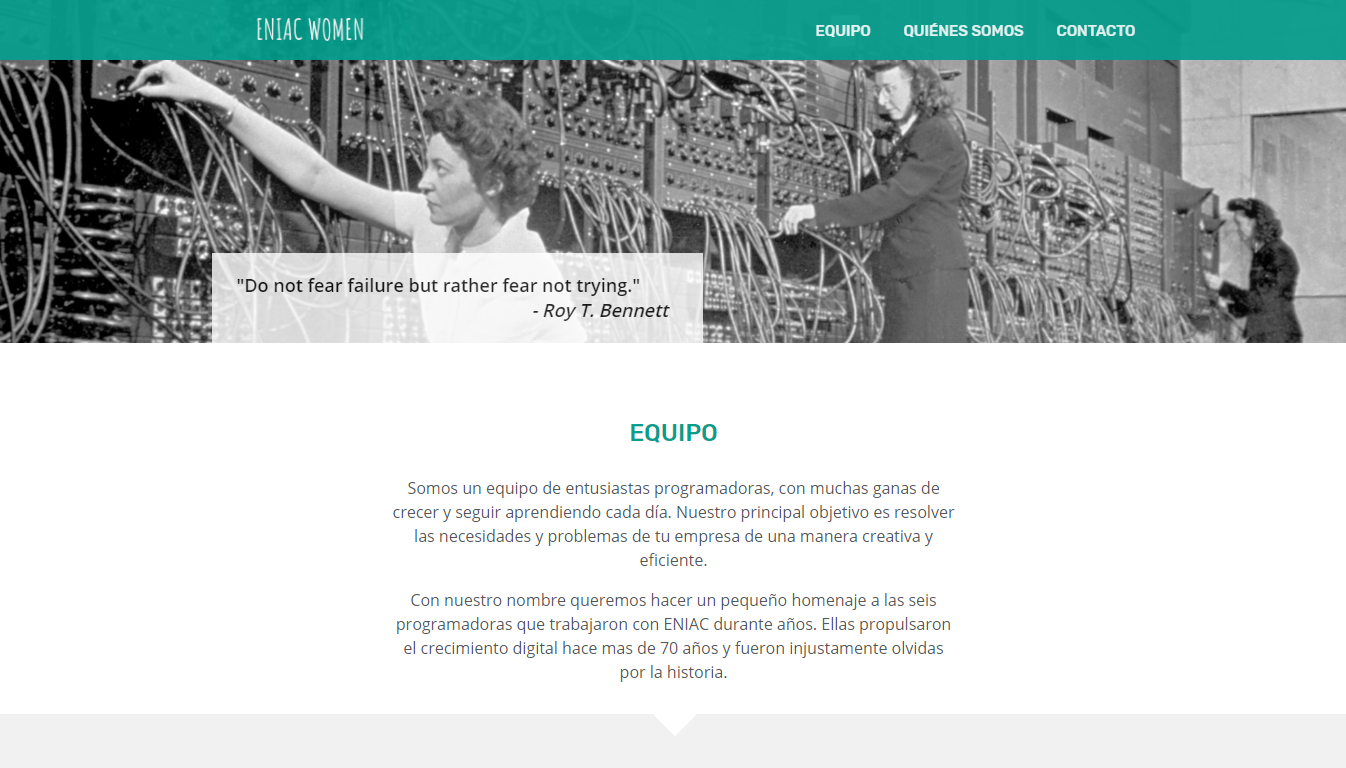 ENIAC WOMEN
EQUIPO QUIÉNES SOMOS CONTACTO
"Do not fear failure but rather fear not trying."
- Roy T. Bennett
EQUIPO
Somos un equipo de entusiastas programadoras, con muchas ganas de
crecer y seguir aprendiendo cada día. Nuestro principal objetivo es resolver
las necesidades y problemas de tu empresa de una manera creativa y
eficiente.
Con nuestro nombre queremos hacer un pequeño homenaje a las seis
programadoras que trabajaron con ENIAC durante años. Ellas propulsaron
el crecimiento digital hace mas de 70 años y fueron injustamente olvidas
por la historia.